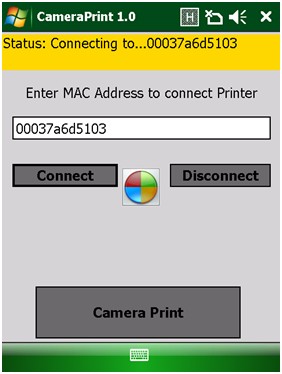 CameraPrint 1.0
H
Status: Connecting to...00037a6d5103
Enter MAC Address to connect Printer
00037a6d5103
Connect
Disconnect
Camera Print